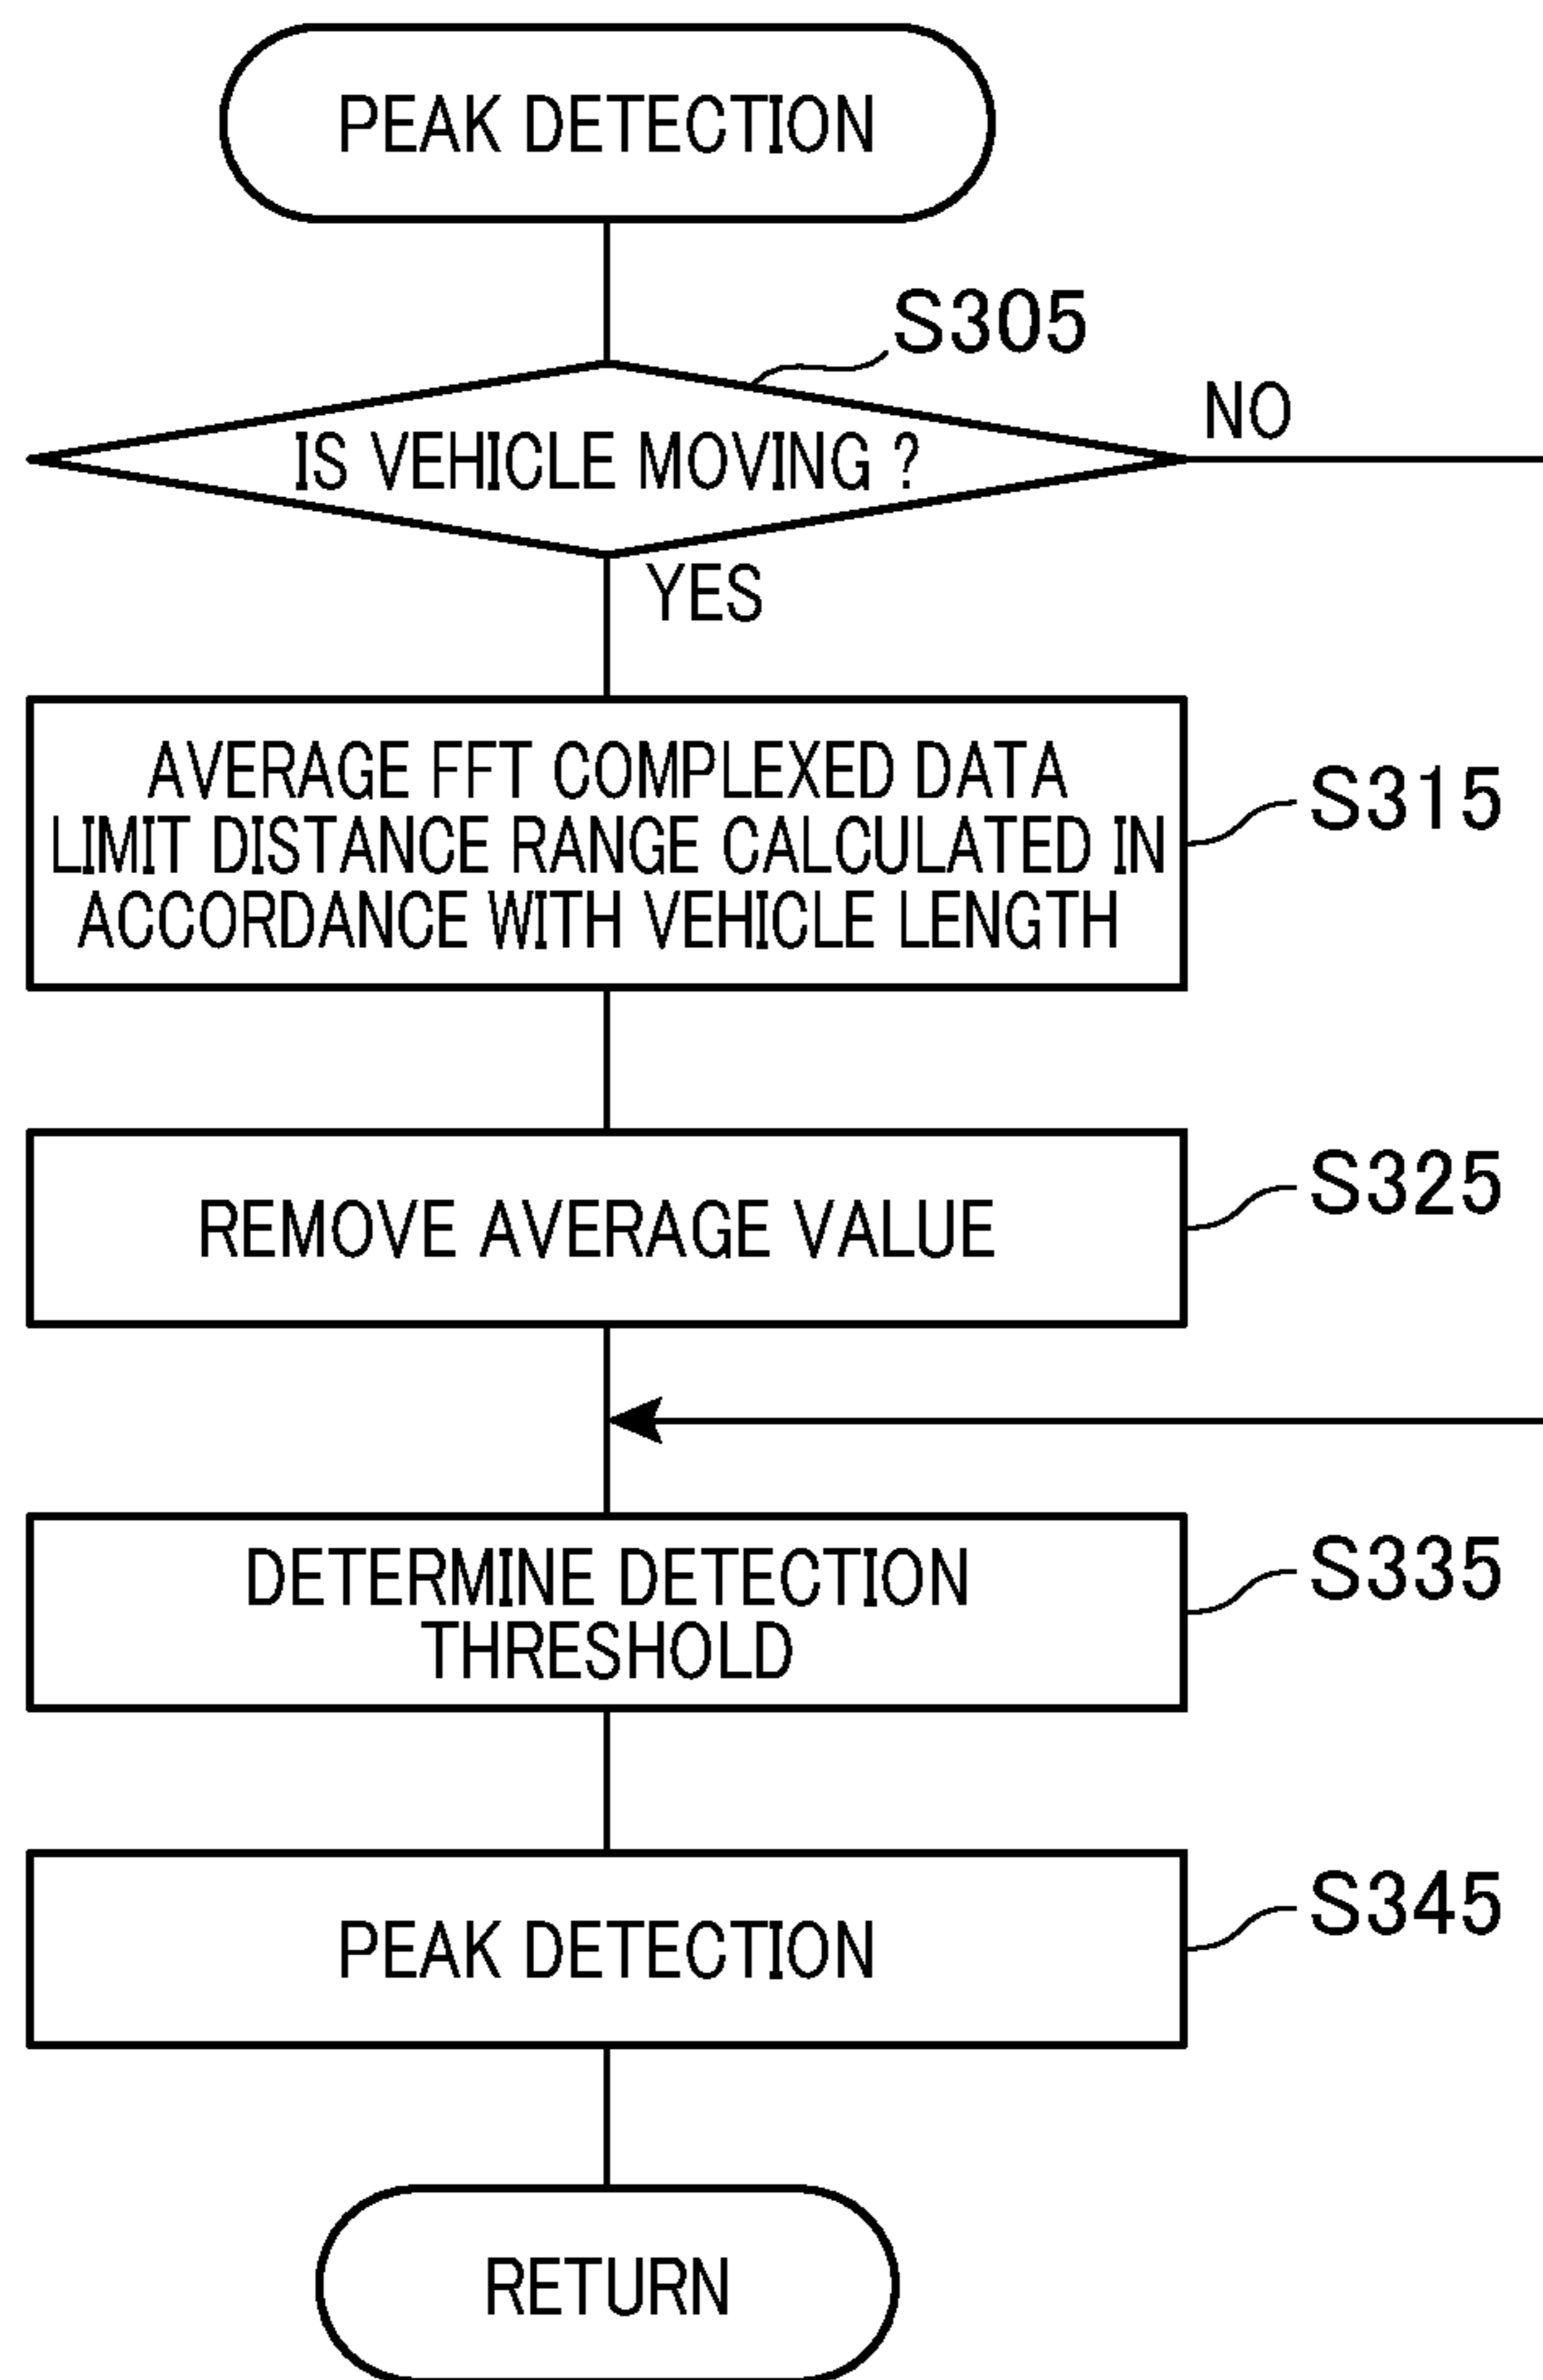 PEAK DETECTION
S305
IS VEHICLE MOVING ?
NO
YES
AVERAGE FFT COMPLEXED DATA
LIMIT DISTANCE RANGE CALCULATED IN
ACCORDANCE WITH VEHICLE LENGTH
S315
REMOVE AVERAGE VALUE
S325
DETERMINE DETECTION
THRESHOLD
S335
PEAK DETECTION
S345
RETURN